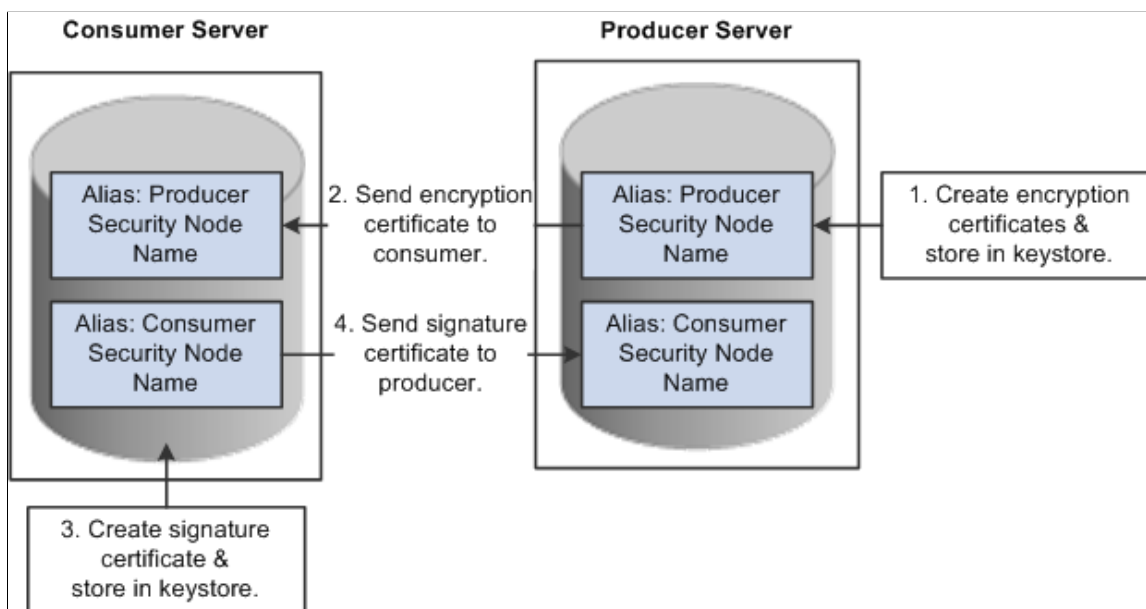 Consumer Server
Producer Server
Alias: Producer
Security Node
Name
2. Send encryption
certificate to
consumer.
Alias: Producer
Security Node
Name
1. Create encryption
certificates &
store in keystore.
Alias: Consumer
Security Node
Name
4. Send signature
certificate to
producer.
Alias: Consumer
Security Node
Name
3. Create signature
certificate &
store in keystore.